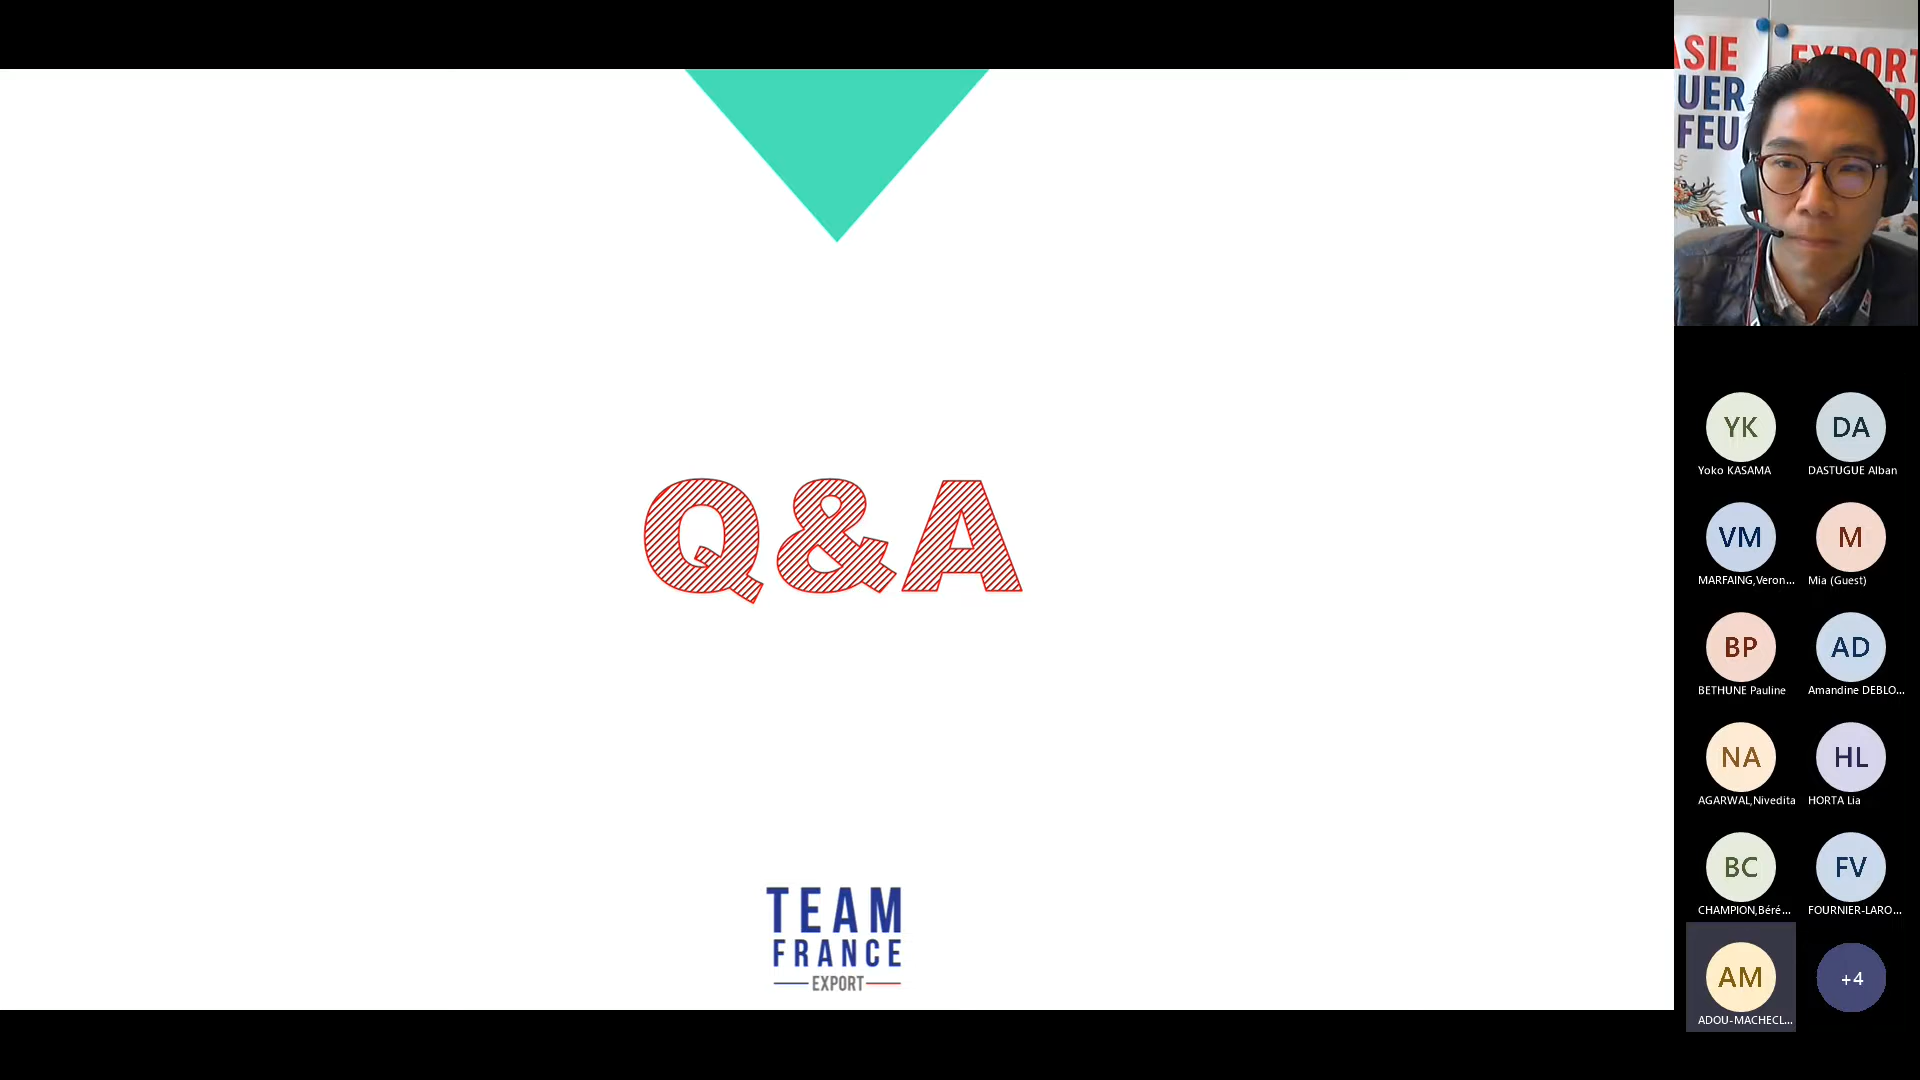 Q&A
TEAM
FRANCE
EXPORT
ASIE
UER
FEU
EXPORT
YK
Yoko KASAMA
DA
DASTUGUE Alban
VM
MARFAING,Veron...
M
Mia (Guest)
BP
BETHUNE Pauline
AD
Amandine DEBLO...
NA
AGARWAL,Nivedita
HL
HORTA Lia
BC
CHAMPION,Béré...
FV
FOURNIER-LARO...
AM
ADOU-MACHECL...
+4